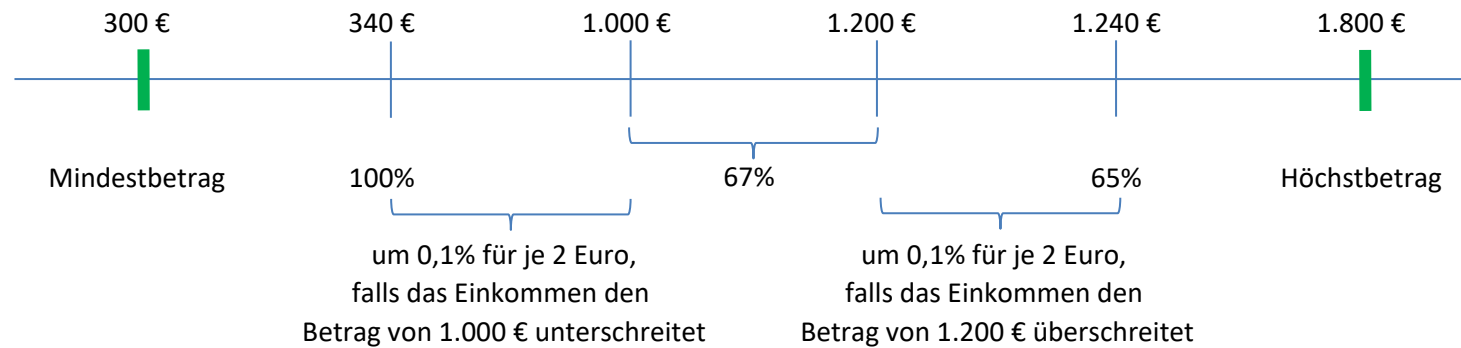 300 € 340 € 1.000 € 1.200 € 1.240 € 1.800 €
Mindestbetrag 100% 67% 65% Höchstbetrag
um 0,1% für je 2 Euro,
falls das Einkommen den
Betrag von 1.000 € unterschreitet
um 0,1% für je 2 Euro,
falls das Einkommen den
Betrag von 1.200 € überschreitet